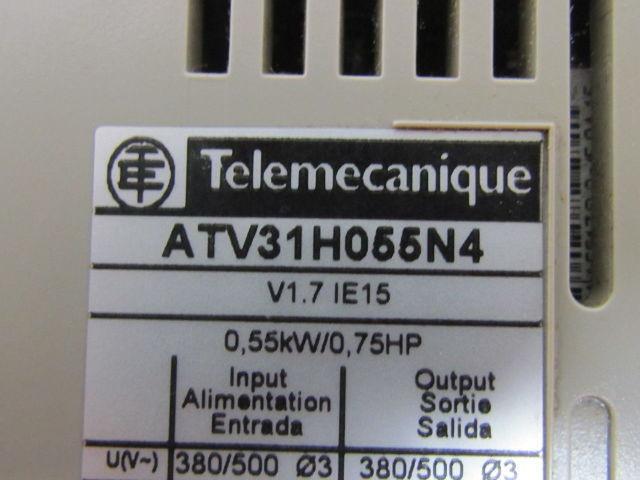 Telemecanique
ATV31H055N4
V1.7 IE15
0,55kW/0,75HP
Input
Alimentation
Entrada
Output
Sortie
Salida
U(V~) 380/500 Ø3 380/500 Ø3